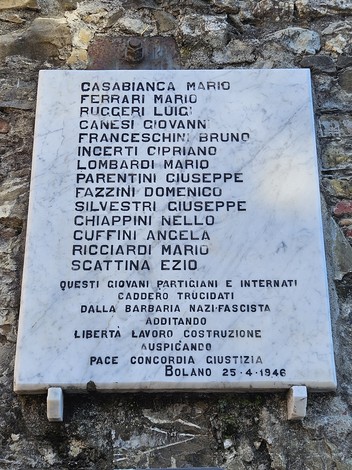 CASABIANCA MARIO
FERRARI MARIO
RUGGERI LUIGI
CANESI GIOVANNI
FRANCESCHINI BRUNO
INCERTI CIPRIANO
LOMBARDI MARIO
PARENTINI GIUSEPPE
FAZZINI DOMENICO
SILVESTRI GIUSEPPE
CHIAPPINI NELLO
CUFFINI ANGELA
RICCIARDI MARIO
SCATTINA EZIO
QUESTI GIOVANI PARTIGIANI E INTERNATI
CADDERO TRUCIDATI
DALLA BARBARIA NAZI-FASCISTA
ADDITANDO
LIBERTÀ LAVORO COSTRUZIONE
AUSPICANDO
PACE CONCORDIA GIUSTIZIA
BOLANO 25-4-1946